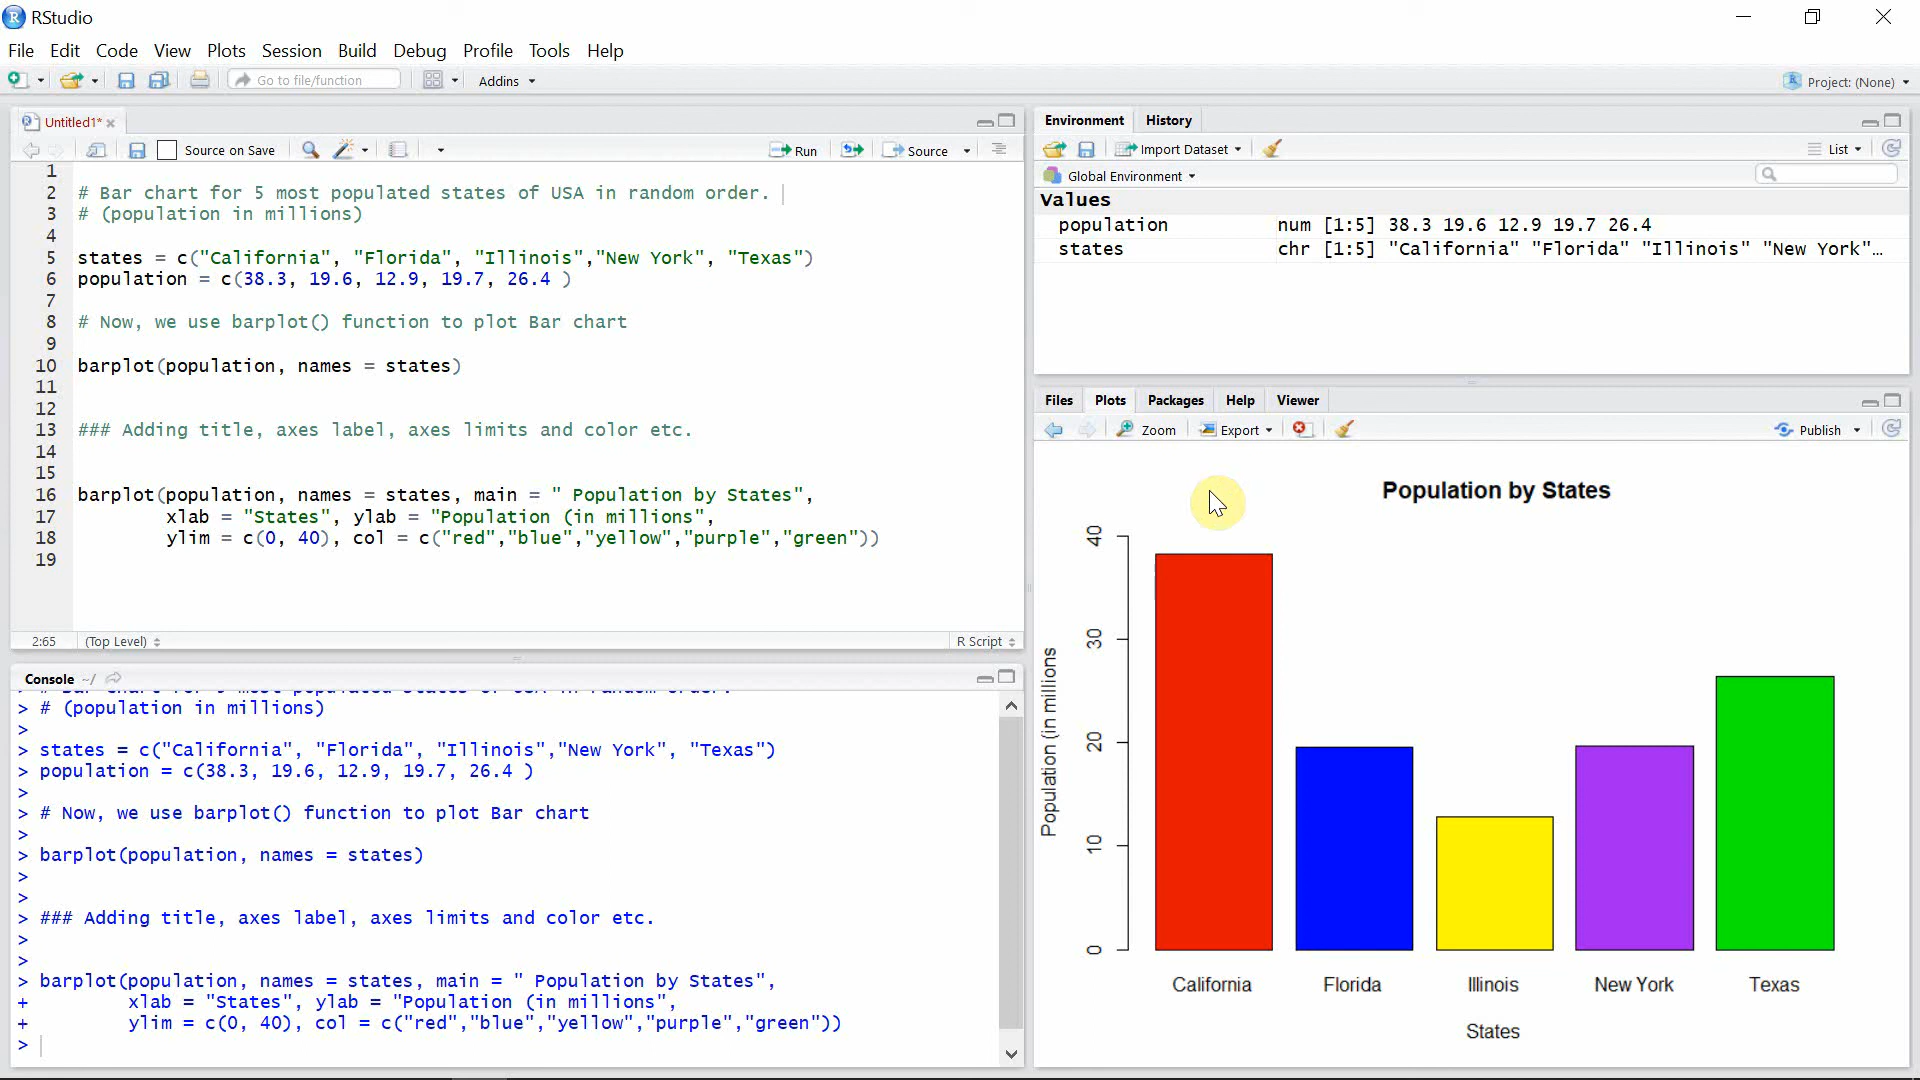 RStudio
File Edit Code View Plots Session Build Debug Profile Tools Help
Go to file/function Addins Project: (None)
Untitled1*
Source on Save Run Source
1
2 # Bar chart for 5 most populated states of USA in random order.
3 # (population in millions)
4
5 states = c("California", "Florida", "Illinois","New York", "Texas")
6 population = c(38.3, 19.6, 12.9, 19.7, 26.4 )
7
8 # Now, we use barplot() function to plot Bar chart
9
10 barplot(population, names = states)
11
12
13 ### Adding title, axes label, axes limits and color etc.
14
15
16 barplot(population, names = states, main = " Population by States",
17 xlab = "States", ylab = "Population (in millions",
18 ylim = c(0, 40), col = c("red","blue","yellow","purple","green"))
19
2:65 (Top Level) R Script
Console ~/
> # (population in millions)
>
> states = c("California", "Florida", "Illinois","New York", "Texas")
> population = c(38.3, 19.6, 12.9, 19.7, 26.4 )
>
> # Now, we use barplot() function to plot Bar chart
>
> barplot(population, names = states)
>
>
> ### Adding title, axes label, axes limits and color etc.
>
>
> barplot(population, names = states, main = " Population by States",
+ xlab = "States", ylab = "Population (in millions",
+ ylim = c(0, 40), col = c("red","blue","yellow","purple","green"))
>
Environment History
Import Dataset List
Global Environment
Values
population num [1:5] 38.3 19.6 12.9 19.7 26.4
states chr [1:5] "California" "Florida" "Illinois" "New York"…
Files Plots Packages Help Viewer
Zoom Export Publish
Population by States
Population (in millions
40
30
20
10
0
California Florida Illinois New York Texas
States